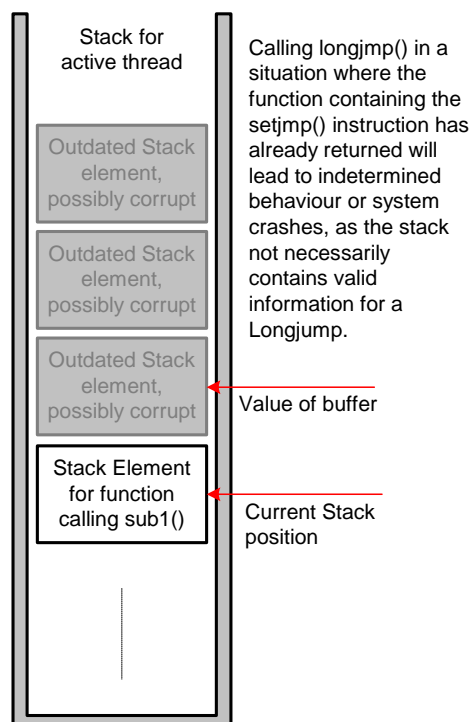 Stack for
active thread
Calling longjmp() in a
situation where the
function containing the
setjmp() instruction has
already returned will
lead to indetermined
behaviour or system
crashes, as the stack
not necessarily
contains valid
information for a
Longjump.
Outdated Stack
element,
possibly corrupt
Outdated Stack
element,
possibly corrupt
Outdated Stack
element,
possibly corrupt
Value of buffer
Stack Element
for function
calling sub1()
Current Stack
position